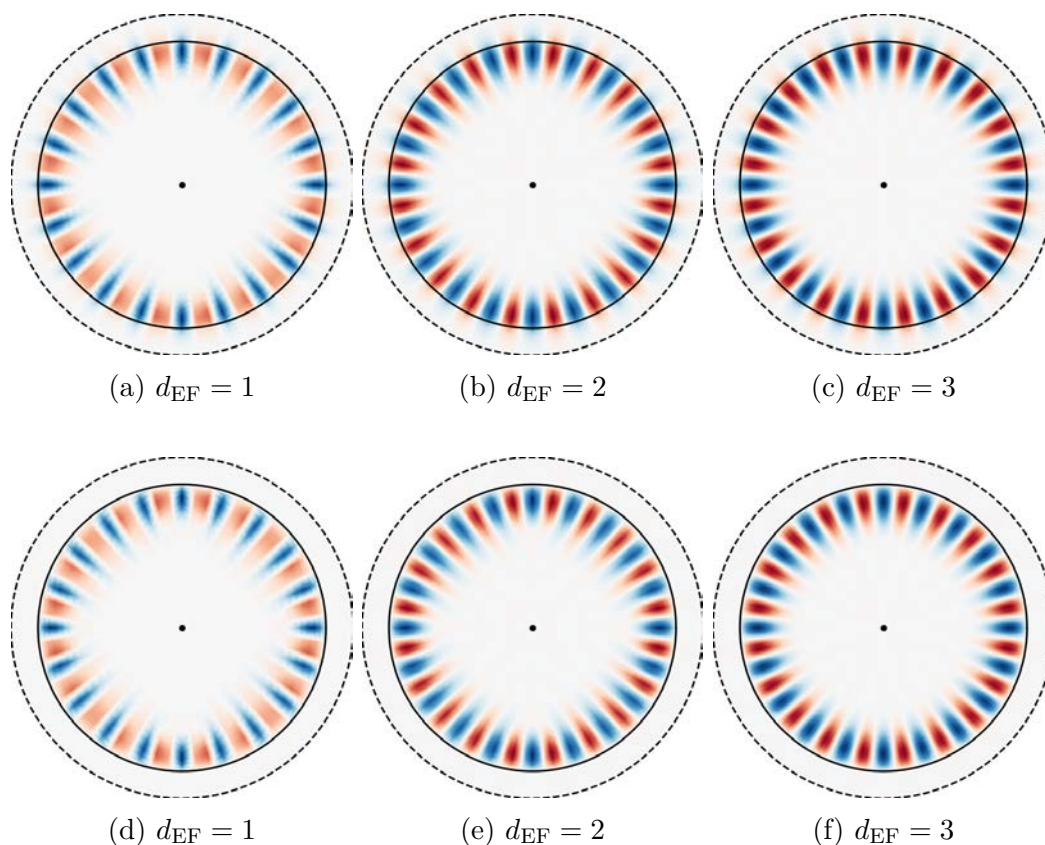 (a) d_EF = 1
(b) d_EF = 2
(c) d_EF = 3
(d) d_EF = 1
(e) d_EF = 2
(f) d_EF = 3